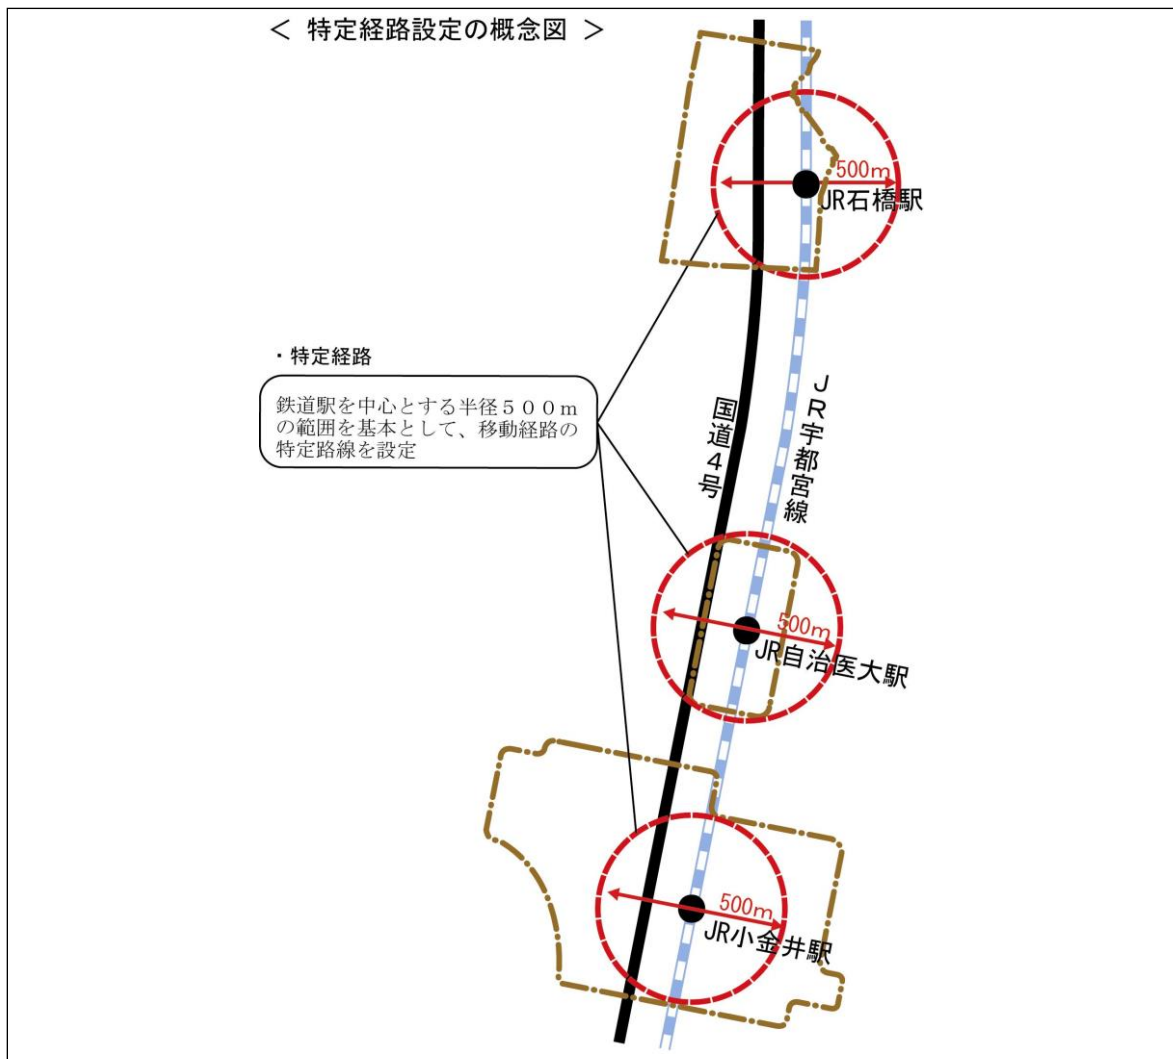 ＜ 特定経路設定の概念図 ＞
500m
JR石橋駅
・特定経路
鉄道駅を中心とする半径５００ｍ
の範囲を基本として、移動経路の
特定路線を設定
国道４号
ＪＲ宇都宮線
500m
JR自治医大駅
500m
JR小金井駅